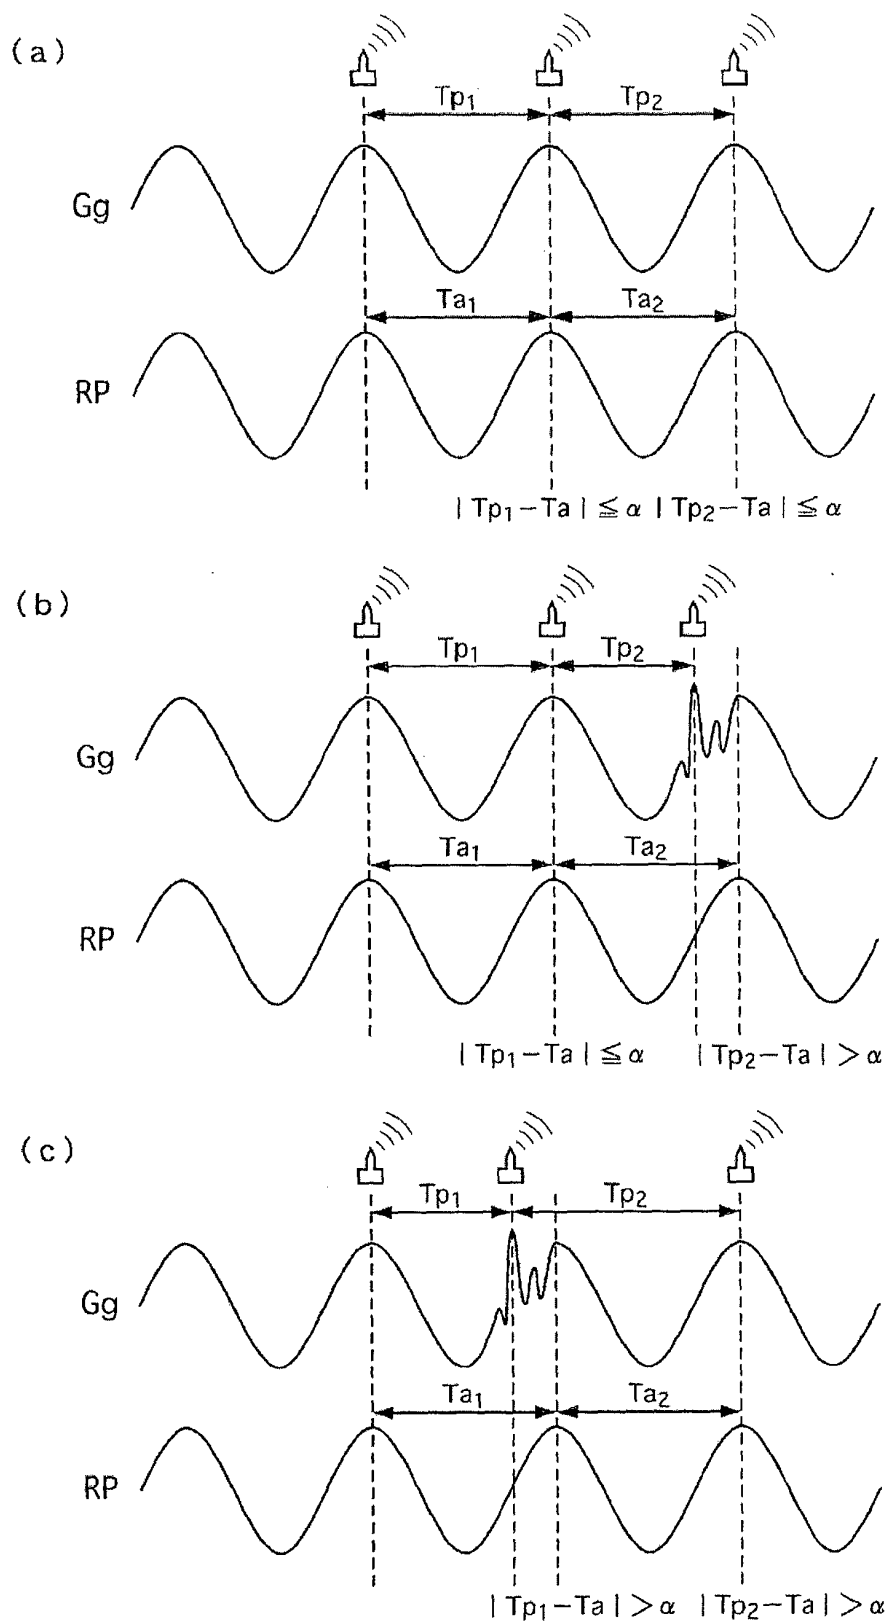 (a)
Tp₁ Tp₂
Gg
Ta₁ Ta₂
RP
|Tp₁−Ta|≦α |Tp₂−Ta|≦α
(b)
Tp₁ Tp₂
Gg
Ta₁ Ta₂
RP
|Tp₁−Ta|≦α |Tp₂−Ta|>α
(c)
Tp₁ Tp₂
Gg
Ta₁ Ta₂
RP
|Tp₁−Ta|>α |Tp₂−Ta|>α